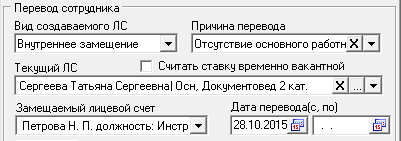 Перевод сотрудника
Вид создаваемого ЛС Причина перевода
Внутреннее замещение Отсутствие основного работн
Текущий ЛС Считать ставку временно вакантной
Сергеева Татьяна Сергеевна| Осн, Документовед 2 кат. ...
Замещаемый лицевой счет Дата перевода(с, по)
Петрова Н. П. должность: Инстр 28.10.2015 . .